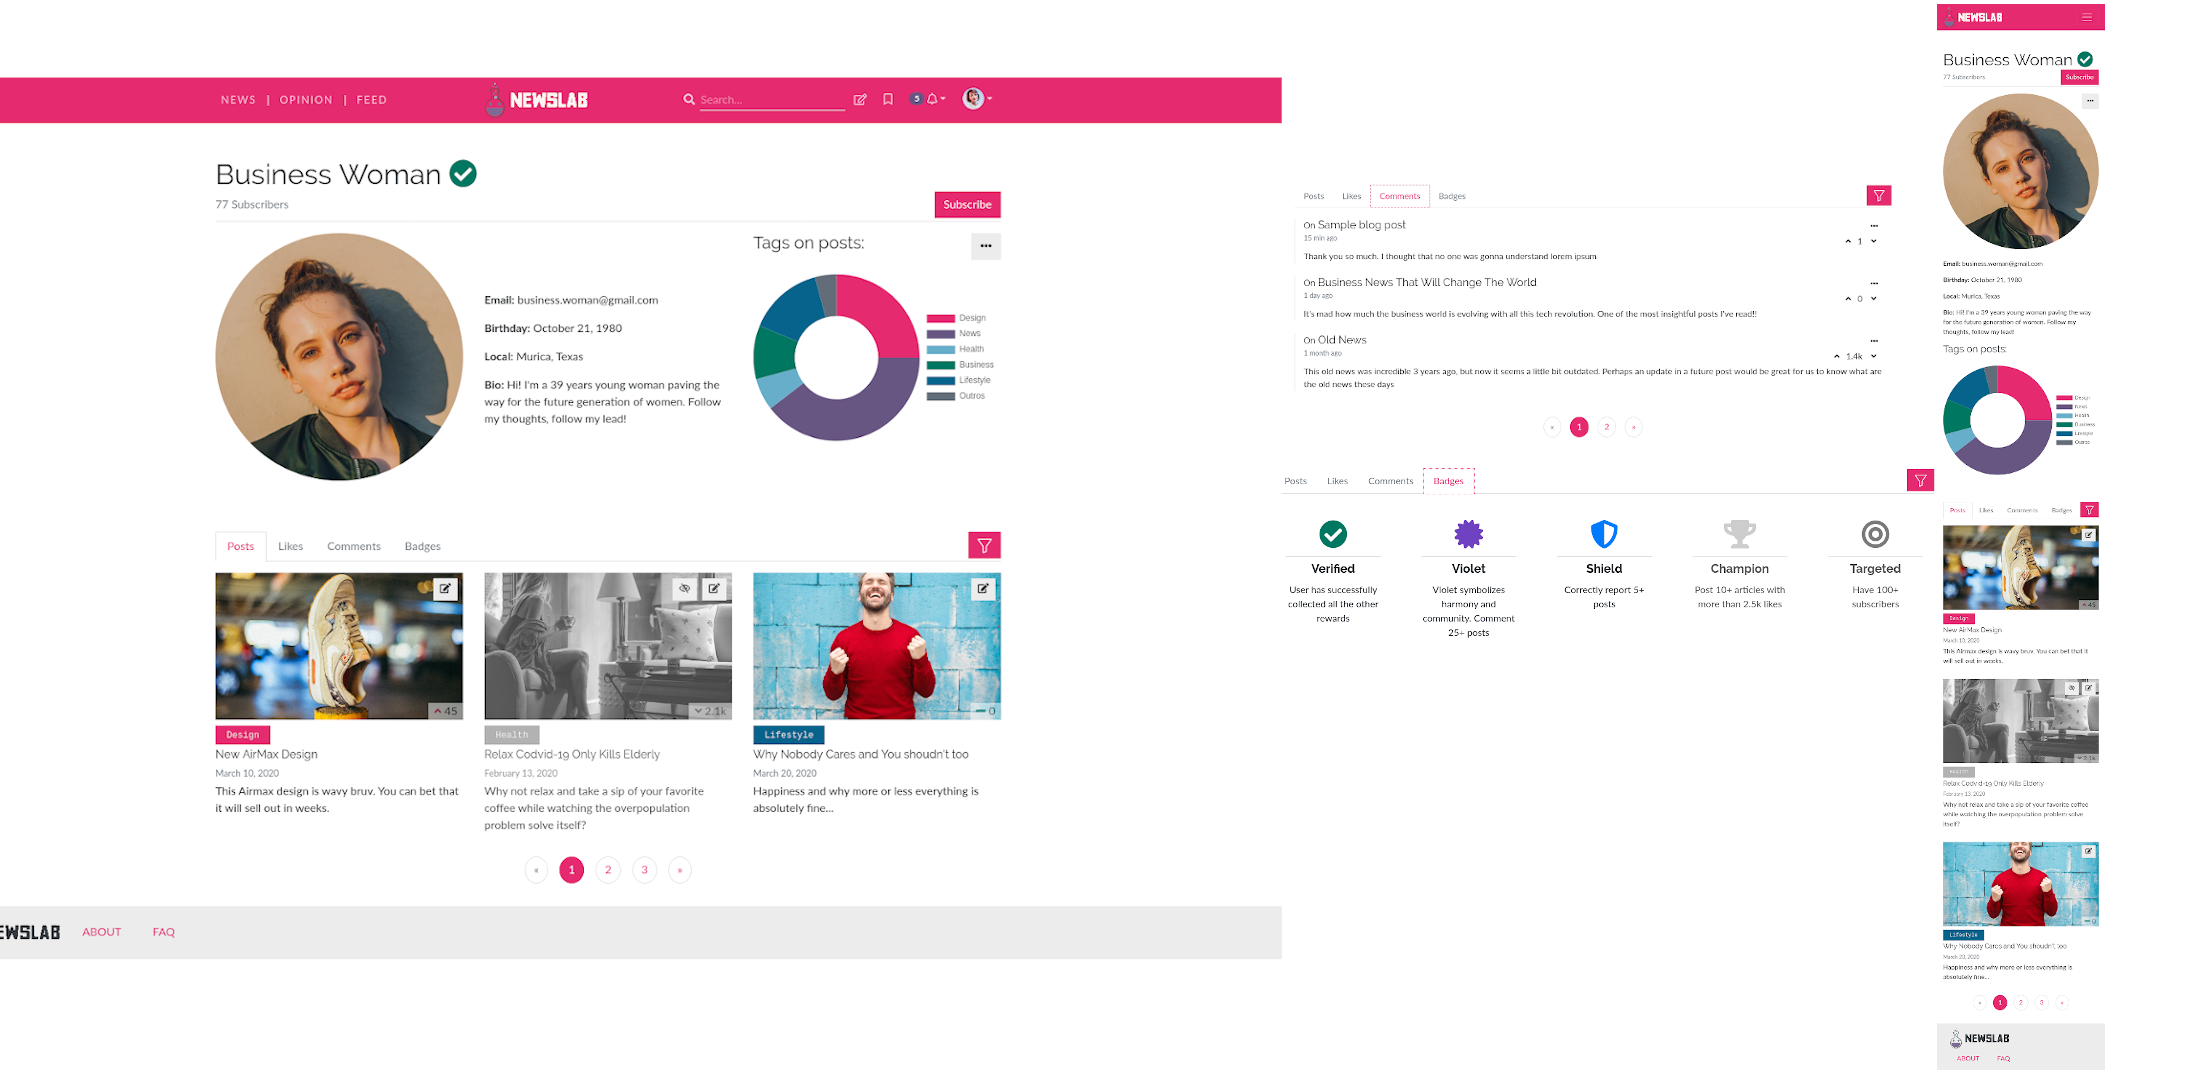 NEWS | OPINION | FEED
NEWSLAB
Search...
5
Business Woman
77 Subscribers
Subscribe
Email: business.woman@gmail.com
Birthday: October 21, 1980
Local: Murica, Texas
Bio: Hi! I'm a 39 years young woman paving the
way for the future generation of women. Follow
my thoughts, follow my lead!
Tags on posts:
Design
News
Health
Business
Lifestyle
Outros
Posts Likes Comments Badges
45
Design
New AirMax Design
March 10, 2020
This Airmax design is wavy bruv. You can bet that
it will sell out in weeks.
2.1k
Health
Relax Codvid-19 Only Kills Elderly
February 13, 2020
Why not relax and take a sip of your favorite
coffee while watching the overpopulation
problem solve itself?
0
Lifestyle
Why Nobody Cares and You shoudn't too
March 20, 2020
Happiness and why more or less everything is
absolutely fine...
« 1 2 3 »
EWSLAB ABOUT FAQ
Posts Likes Comments Badges
On Sample blog post
15 min ago
1
Thank you so much. I thought that no one was gonna understand lorem ipsum
On Business News That Will Change The World
1 day ago
0
It's mad how much the business world is evolving with all this tech revolution. One of the most insightful posts I've read!!
On Old News
1 month ago
1.4k
This old news was incredible 3 years ago, but now it seems a little bit outdated. Perhaps an update in a future post would be great for us to know what are
the old news these days
« 1 2 »
Posts Likes Comments Badges
Verified
User has successfully
collected all the other
rewards
Violet
Violet symbolizes
harmony and
community. Comment
25+ posts
Shield
Correctly report 5+
posts
Champion
Post 10+ articles with
more than 2.5k likes
Targeted
Have 100+
subscribers
NEWSLAB
Business Woman
77 Subscribers
Subscribe
Email: business.woman@gmail.com
Birthday: October 21, 1980
Local: Murica, Texas
Bio: Hi! I'm a 39 years young woman paving the way
for the future generation of women. Follow my
thoughts, follow my lead!
Tags on posts:
Design
News
Health
Business
Lifestyle
Outros
Posts Likes Comments Badges
45
Design
New AirMax Design
March 10, 2020
This Airmax design is wavy bruv. You can bet that it
will sell out in weeks.
2.1k
Health
Relax Codvid-19 Only Kills Elderly
February 13, 2020
Why not relax and take a sip of your favorite coffee
while watching the overpopulation problem solve
itself?
0
Lifestyle
Why Nobody Cares and You shoudn't too
March 20, 2020
Happiness and why more or less everything is
absolutely fine...
« 1 2 3 »
NEWSLAB
ABOUT FAQ